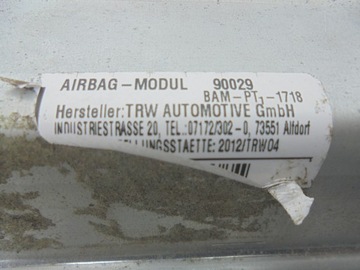 AIRBAG-MODUL 90029
BAM-PT1-1718
Hersteller:TRW AUTOMOTIVE GmbH
INDUSTRIESTRASSE 20, TEL.:07172/302-0, 73551 Alfdorf
LLUNGSSTAETTE: 2012/TRW04